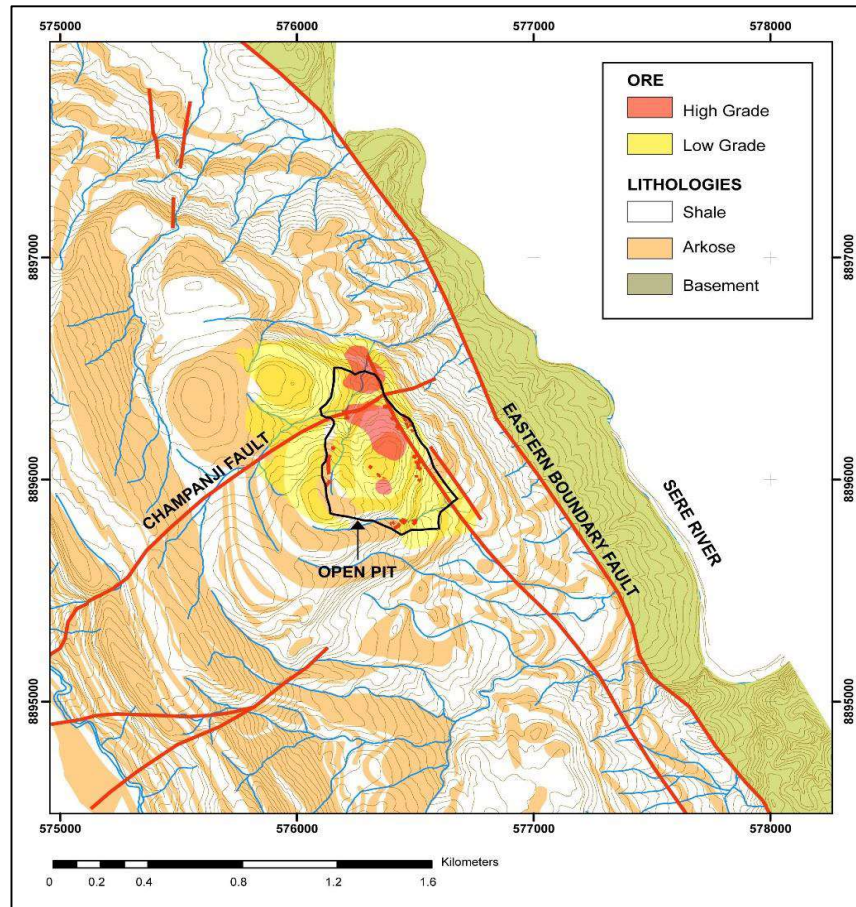 575000
576000
577000
578000
ORE
High Grade
Low Grade
LITHOLOGIES
Shale
Arkose
Basement
8897000
8897000
CHAMPANJI FAULT
EASTERN BOUNDARY FAULT
SERE RIVER
8896000
8896000
OPEN PIT
8895000
8895000
575000
576000
577000
578000
Kilometers
0 0.2 0.4 0.8 1.2 1.6